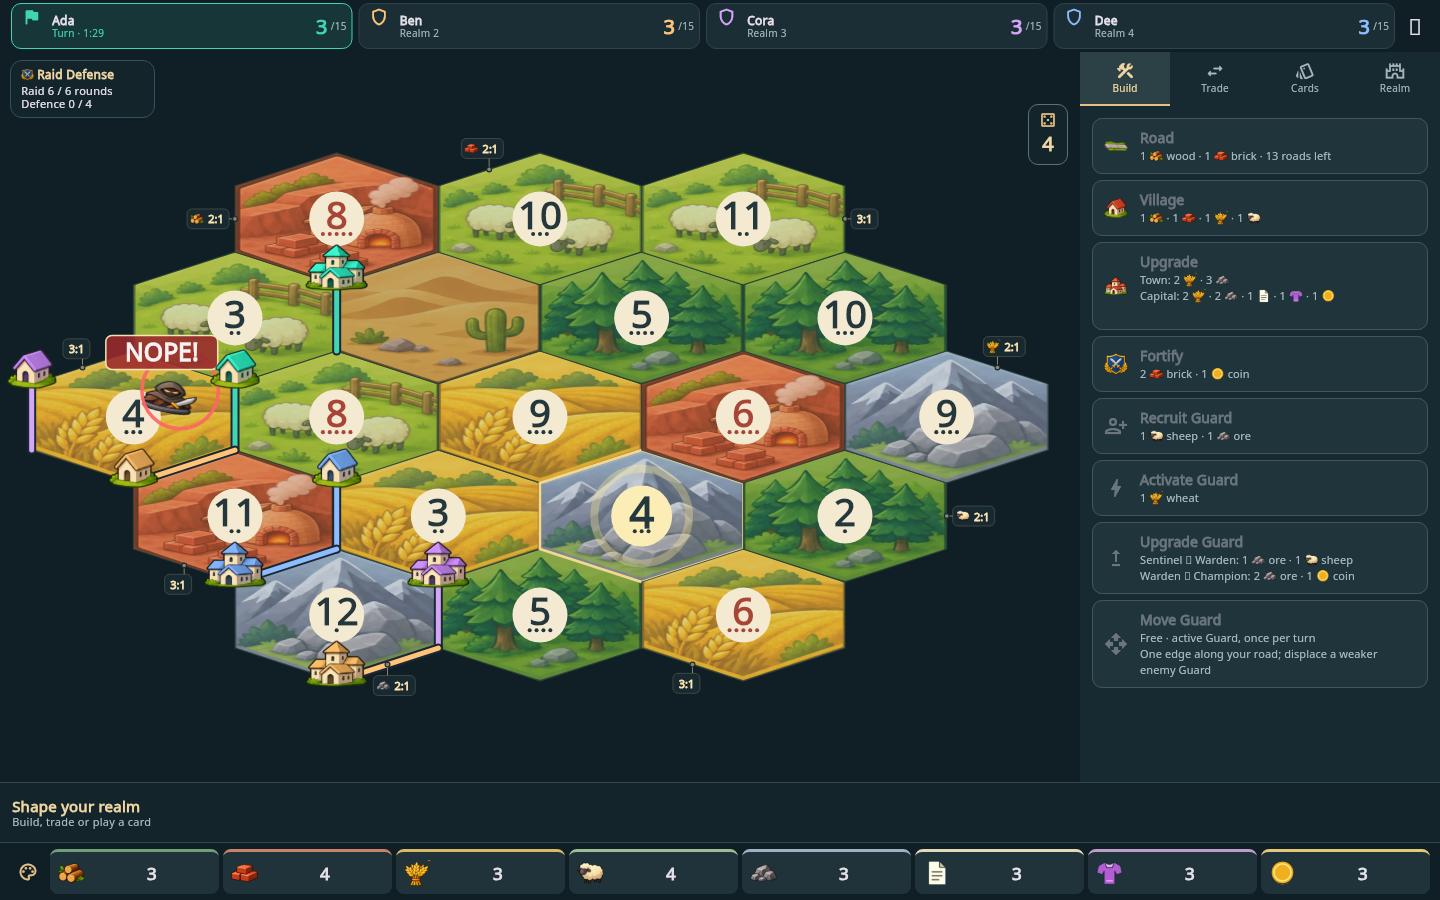 Ada
Turn · 1:29
3 /15
Ben
Realm 2
3 /15
Cora
Realm 3
3 /15
Dee
Realm 4
3 /15
Raid Defense
Raid 6 / 6 rounds
Defence 0 / 4
4
Build
Trade
Cards
Realm
Road
1 wood · 1 brick · 13 roads left
Village
1 · 1 · 1 · 1
Upgrade
Town: 2 · 3
Capital: 2 · 2 · 1 · 1 · 1
Fortify
2 brick · 1 coin
Recruit Guard
1 sheep · 1 ore
Activate Guard
1 wheat
Upgrade Guard
Sentinel Warden: 1 ore · 1 sheep
Warden Champion: 2 ore · 1 coin
Move Guard
Free · active Guard, once per turn
One edge along your road; displace a weaker
enemy Guard
2:1
2:1
8
10
11
3:1
3
5
10
3:1
NOPE!
2:1
4
8
9
6
9
11
3
4
2
2:1
3:1
12
5
6
2:1
3:1
Shape your realm
Build, trade or play a card
3
4
3
4
3
3
3
3